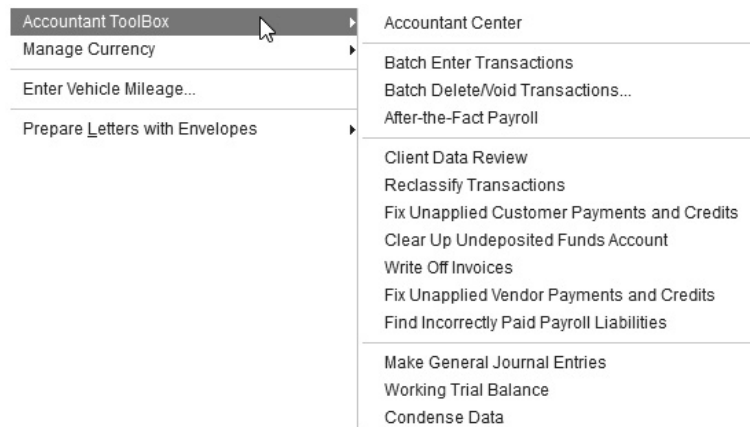 Accountant ToolBox
Manage Currency
Enter Vehicle Mileage...
Prepare Letters with Envelopes
Accountant Center
Batch Enter Transactions
Batch Delete/Void Transactions...
After-the-Fact Payroll
Client Data Review
Reclassify Transactions
Fix Unapplied Customer Payments and Credits
Clear Up Undeposited Funds Account
Write Off Invoices
Fix Unapplied Vendor Payments and Credits
Find Incorrectly Paid Payroll Liabilities
Make General Journal Entries
Working Trial Balance
Condense Data